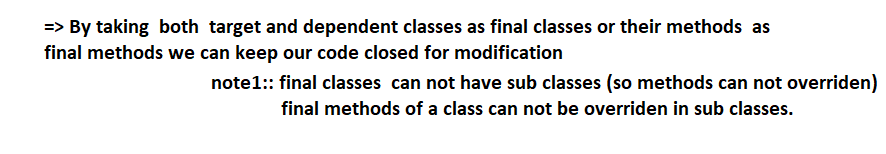 => By taking both target and dependent classes as final classes or their methods as
final methods we can keep our code closed for modification
note1:: final classes can not have sub classes (so methods can not overriden)
final methods of a class can not be overriden in sub classes.